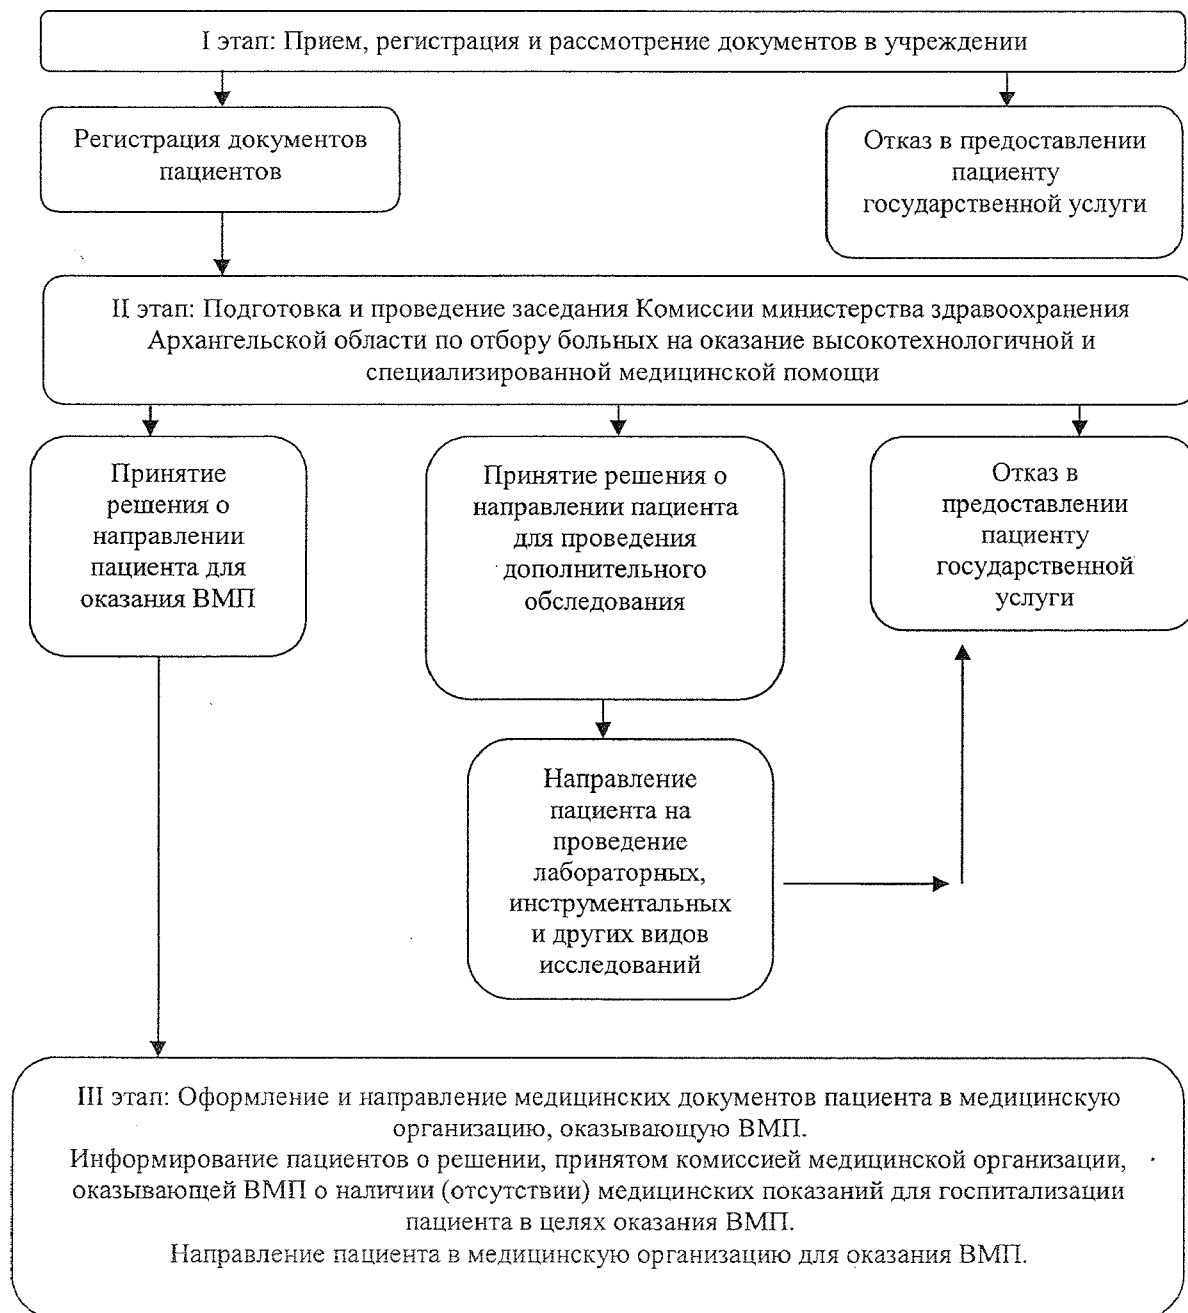 I этап: Прием, регистрация и рассмотрение документов в учреждении
Регистрация документов
пациентов
Отказ в предоставлении
пациенту
государственной услуги
II этап: Подготовка и проведение заседания Комиссии министерства здравоохранения
Архангельской области по отбору больных на оказание высокотехнологичной и
специализированной медицинской помощи
Принятие
решения о
направлении
пациента для
оказания ВМП
Принятие решения о
направлении пациента
для проведения
дополнительного
обследования
Отказ в
предоставлении
пациенту
государственной
услуги
Направление
пациента на
проведение
лабораторных,
инструментальных
и других видов
исследований
III этап: Оформление и направление медицинских документов пациента в медицинскую
организацию, оказывающую ВМП.
Информирование пациентов о решении, принятом комиссией медицинской организации,
оказывающей ВМП о наличии (отсутствии) медицинских показаний для госпитализации
пациента в целях оказания ВМП.
Направление пациента в медицинскую организацию для оказания ВМП.